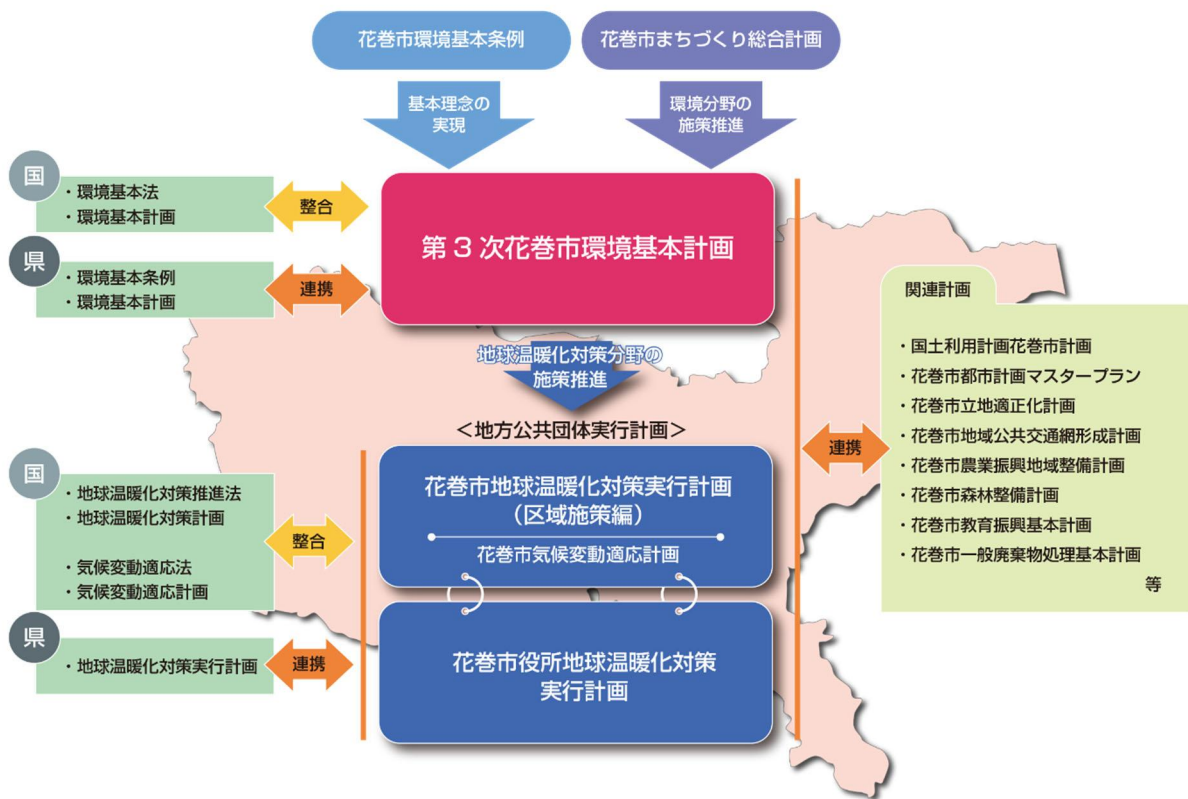 花巻市環境基本条例
花巻市まちづくり総合計画
基本理念の
実現
環境分野の
施策推進
国
・環境基本法
・環境基本計画
整合
県
・環境基本条例
・環境基本計画
連携
第3次花巻市環境基本計画
地球温暖化対策分野の
施策推進
＜地方公共団体実行計画＞
国
・地球温暖化対策推進法
・地球温暖化対策計画
・気候変動適応法
・気候変動適応計画
整合
県
・地球温暖化対策実行計画
連携
花巻市地球温暖化対策実行計画
（区域施策編）
花巻市気候変動適応計画
花巻市役所地球温暖化対策
実行計画
連携
関連計画
・国土利用計画花巻市計画
・花巻市都市計画マスタープラン
・花巻市立地適正化計画
・花巻市地域公共交通網形成計画
・花巻市農業振興地域整備計画
・花巻市森林整備計画
・花巻市教育振興基本計画
・花巻市一般廃棄物処理基本計画
等